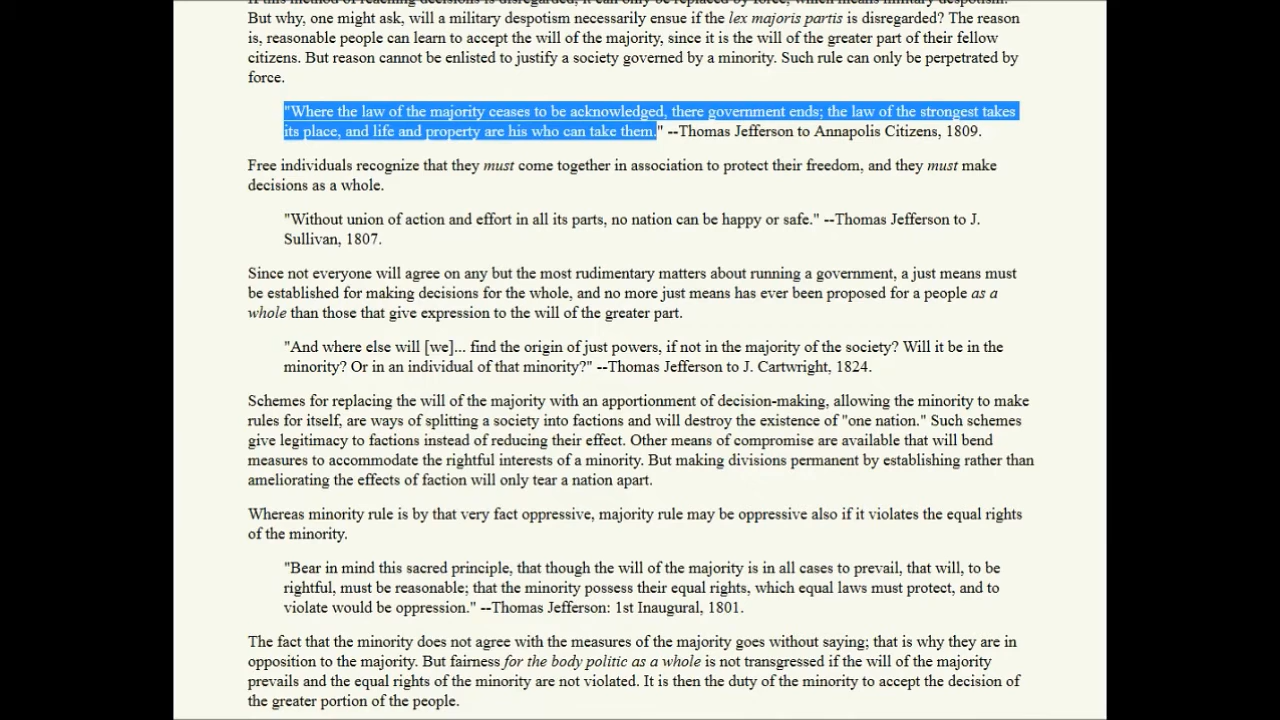 If this method of reaching decisions is disregarded, it can only be replaced by force, which means military despotism.
But why, one might ask, will a military despotism necessarily ensue if the lex majoris partis is disregarded? The reason
is, reasonable people can learn to accept the will of the majority, since it is the will of the greater part of their fellow
citizens. But reason cannot be enlisted to justify a society governed by a minority. Such rule can only be perpetrated by
force.
"Where the law of the majority ceases to be acknowledged, there government ends; the law of the strongest takes
its place, and life and property are his who can take them." --Thomas Jefferson to Annapolis Citizens, 1809.
Free individuals recognize that they must come together in association to protect their freedom, and they must make
decisions as a whole.
"Without union of action and effort in all its parts, no nation can be happy or safe." --Thomas Jefferson to J.
Sullivan, 1807.
Since not everyone will agree on any but the most rudimentary matters about running a government, a just means must
be established for making decisions for the whole, and no more just means has ever been proposed for a people as a
whole than those that give expression to the will of the greater part.
"And where else will [we]... find the origin of just powers, if not in the majority of the society? Will it be in the
minority? Or in an individual of that minority?" --Thomas Jefferson to J. Cartwright, 1824.
Schemes for replacing the will of the majority with an apportionment of decision-making, allowing the minority to make
rules for itself, are ways of splitting a society into factions and will destroy the existence of "one nation." Such schemes
give legitimacy to factions instead of reducing their effect. Other means of compromise are available that will bend
measures to accommodate the rightful interests of a minority. But making divisions permanent by establishing rather than
ameliorating the effects of faction will only tear a nation apart.
Whereas minority rule is by that very fact oppressive, majority rule may be oppressive also if it violates the equal rights
of the minority.
"Bear in mind this sacred principle, that though the will of the majority is in all cases to prevail, that will, to be
rightful, must be reasonable; that the minority possess their equal rights, which equal laws must protect, and to
violate would be oppression." --Thomas Jefferson: 1st Inaugural, 1801.
The fact that the minority does not agree with the measures of the majority goes without saying; that is why they are in
opposition to the majority. But fairness for the body politic as a whole is not transgressed if the will of the majority
prevails and the equal rights of the minority are not violated. It is then the duty of the minority to accept the decision of
the greater portion of the people.